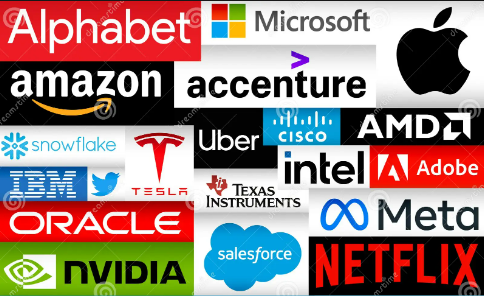 Alphabet
Microsoft
amazon
accenture
snowflake
TESLA
Uber
CISCO
AMD
intel
Adobe
IBM
TEXAS
INSTRUMENTS
ORACLE
Meta
salesforce
nVIDIA
NETFLIX
dreamstime